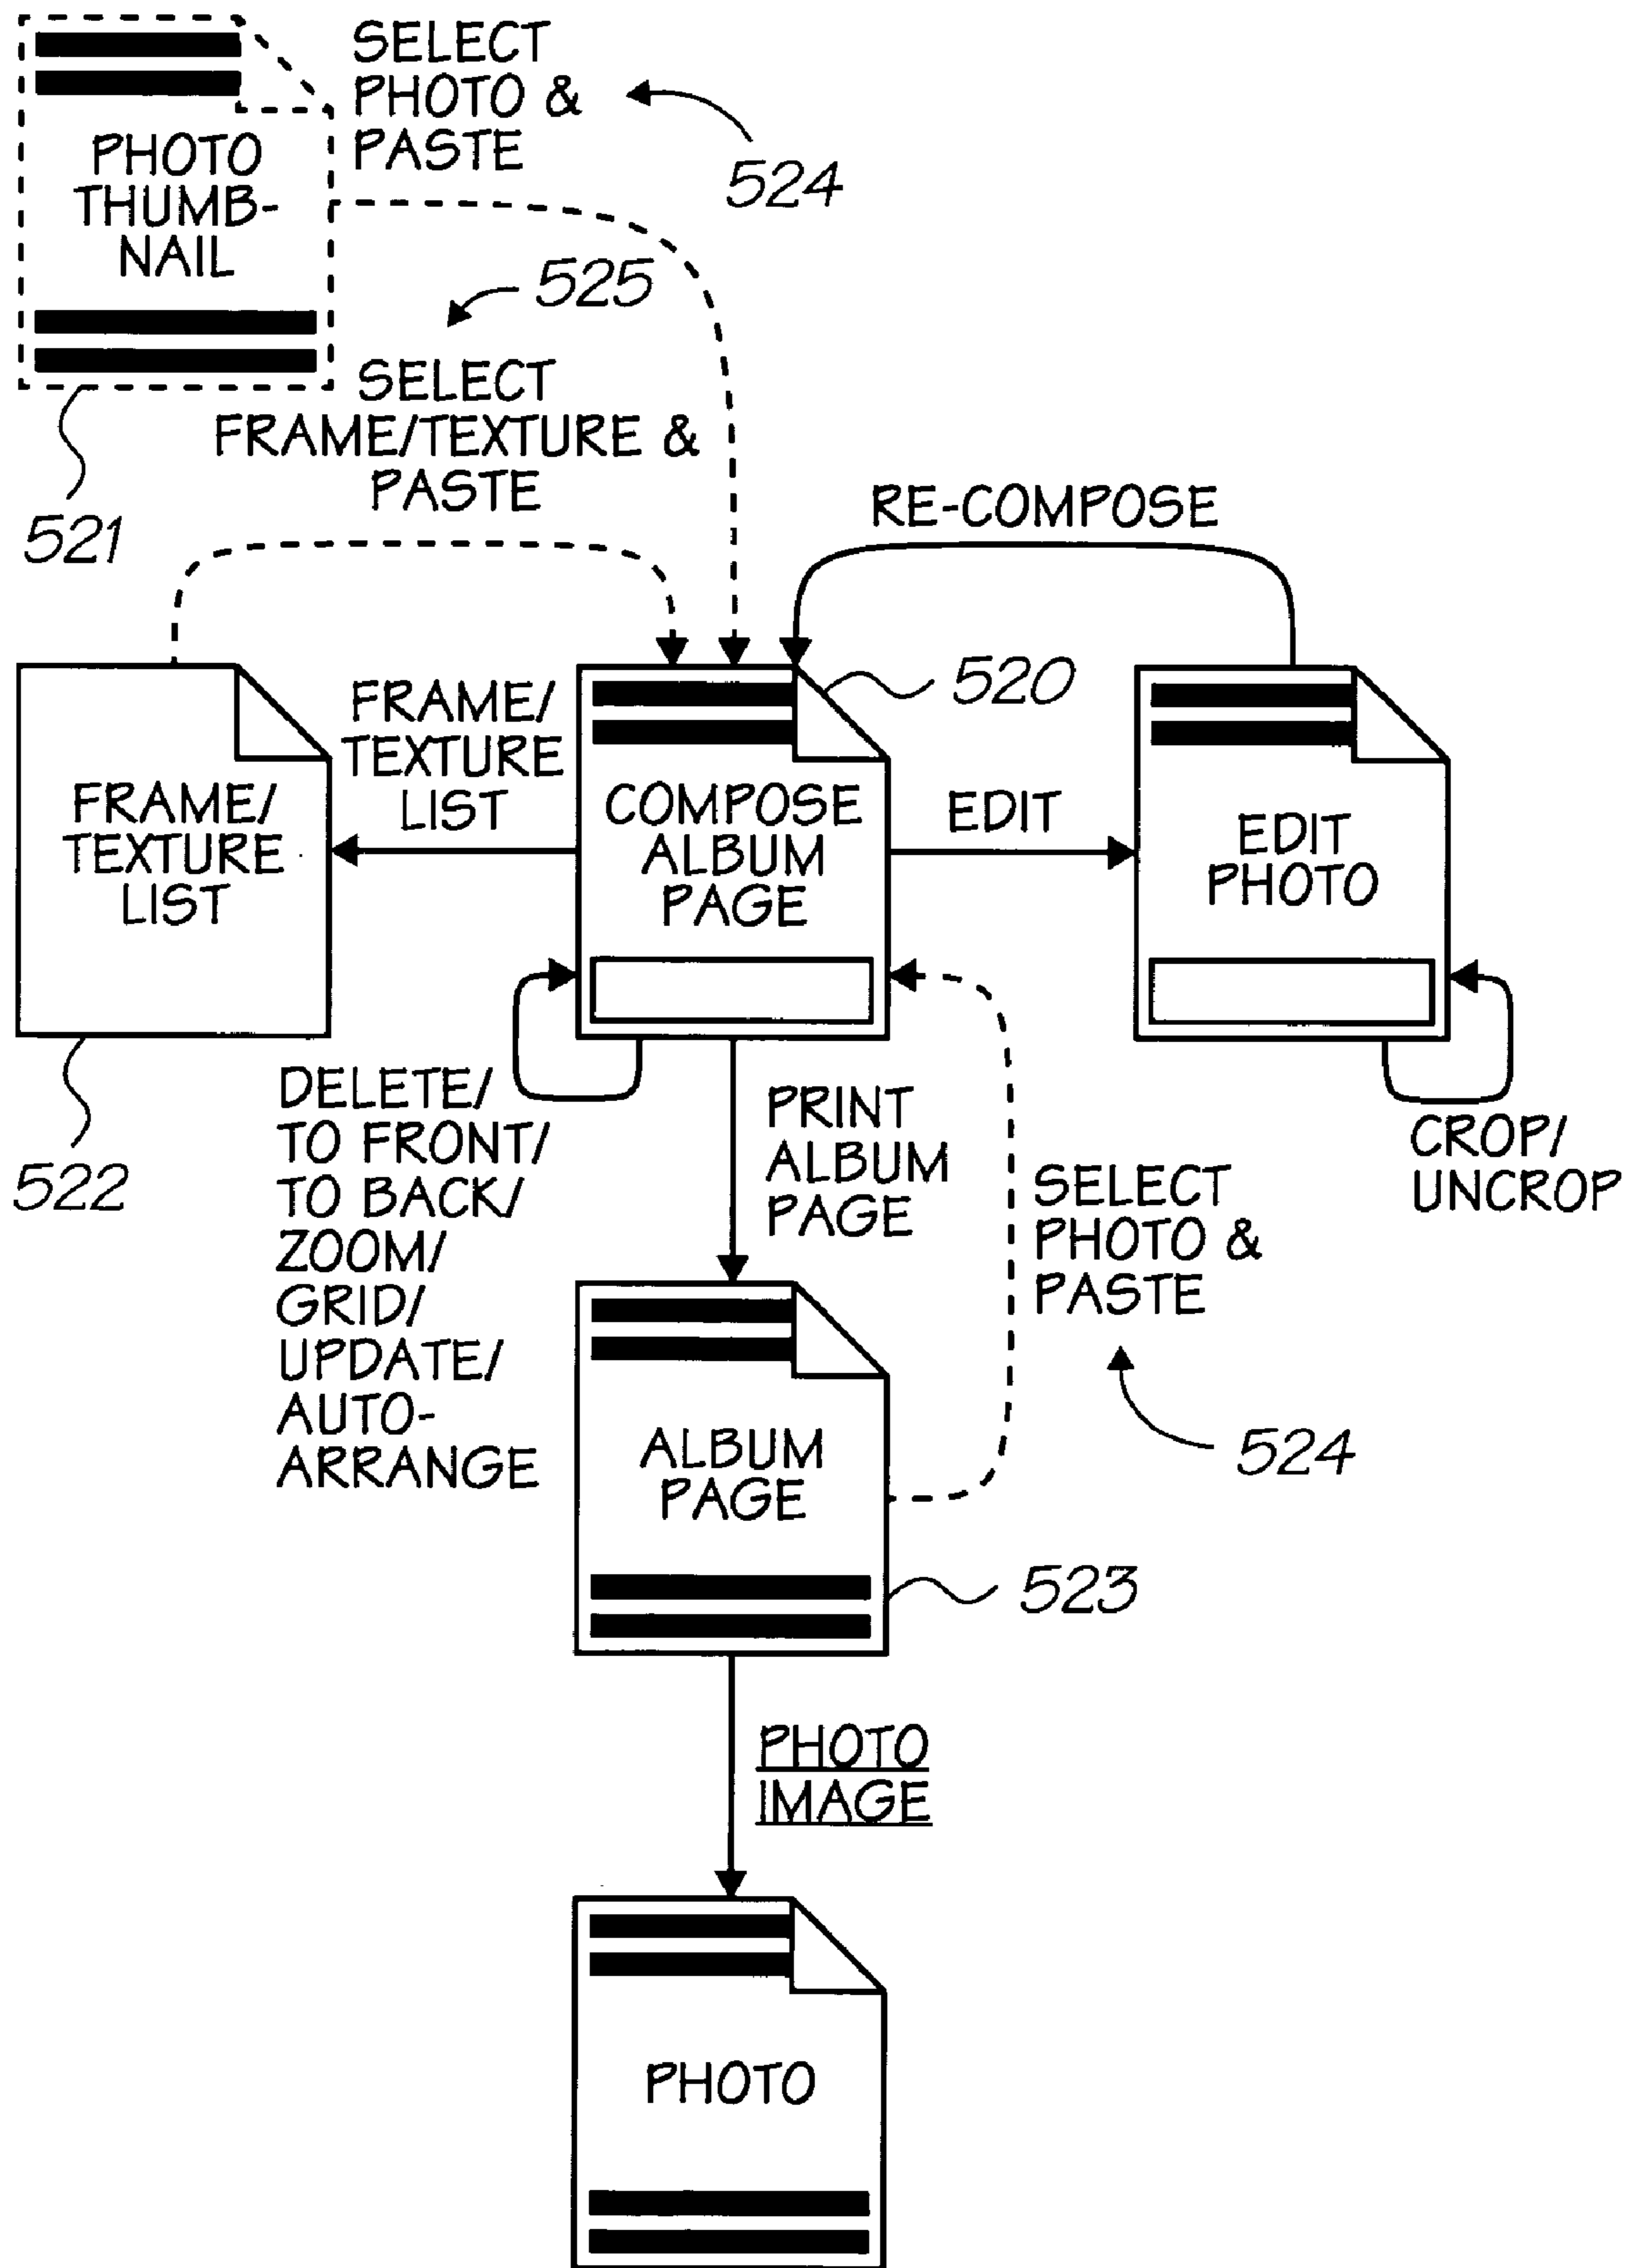 SELECT
PHOTO &
PASTE
524
PHOTO
THUMB-
NAIL
525
SELECT
FRAME/TEXTURE &
PASTE
521
RE-COMPOSE
520
FRAME/
TEXTURE
LIST
FRAME/
TEXTURE
LIST
COMPOSE
ALBUM
PAGE
EDIT
EDIT
PHOTO
522
DELETE/
TO FRONT/
TO BACK/
ZOOM/
GRID/
UPDATE/
AUTO-
ARRANGE
PRINT
ALBUM
PAGE
SELECT
PHOTO &
PASTE
CROP/
UNCROP
524
ALBUM
PAGE
523
PHOTO
IMAGE
PHOTO